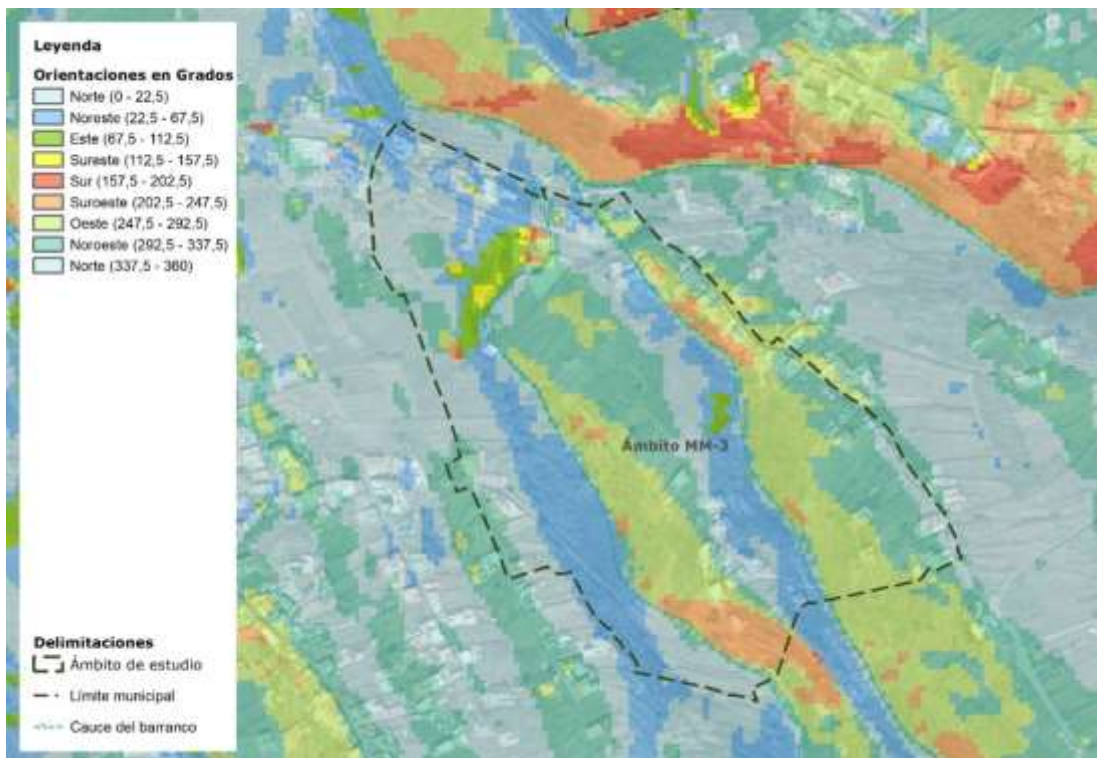 Leyenda
Orientaciones en Grados
Norte (0 - 22,5)
Noreste (22,5 - 67,5)
Este (67,5 - 112,5)
Sureste (112,5 - 157,5)
Sur (157,5 - 202,5)
Suroeste (202,5 - 247,5)
Oeste (247,5 - 292,5)
Noroeste (292,5 - 337,5)
Norte (337,5 - 360)
Ámbito MM-3
Delimitaciones
Ámbito de estudio
Límite municipal
Cauce del barranco